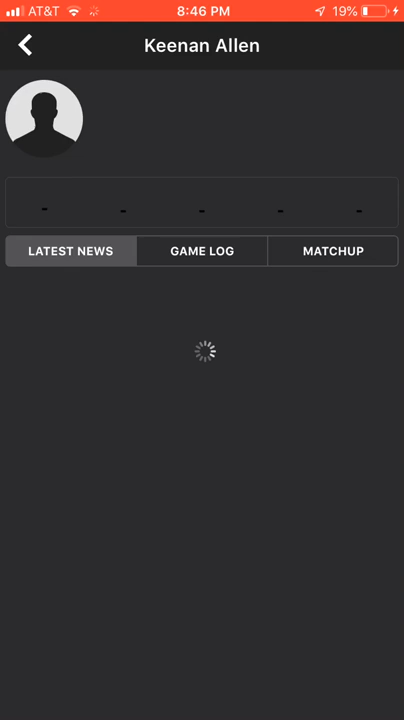 AT&T 8:46 PM 19%
Keenan Allen
- - - - -
LATEST NEWS GAME LOG MATCHUP